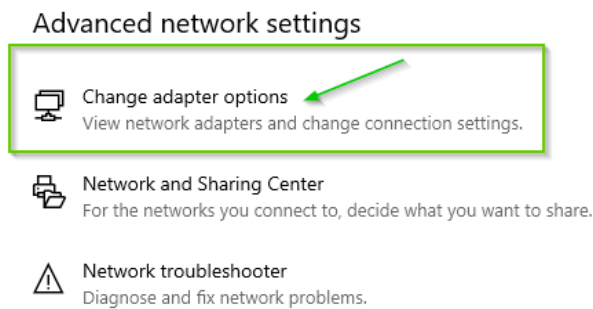 Advanced network settings
Change adapter options
View network adapters and change connection settings.
Network and Sharing Center
For the networks you connect to, decide what you want to share.
Network troubleshooter
Diagnose and fix network problems.